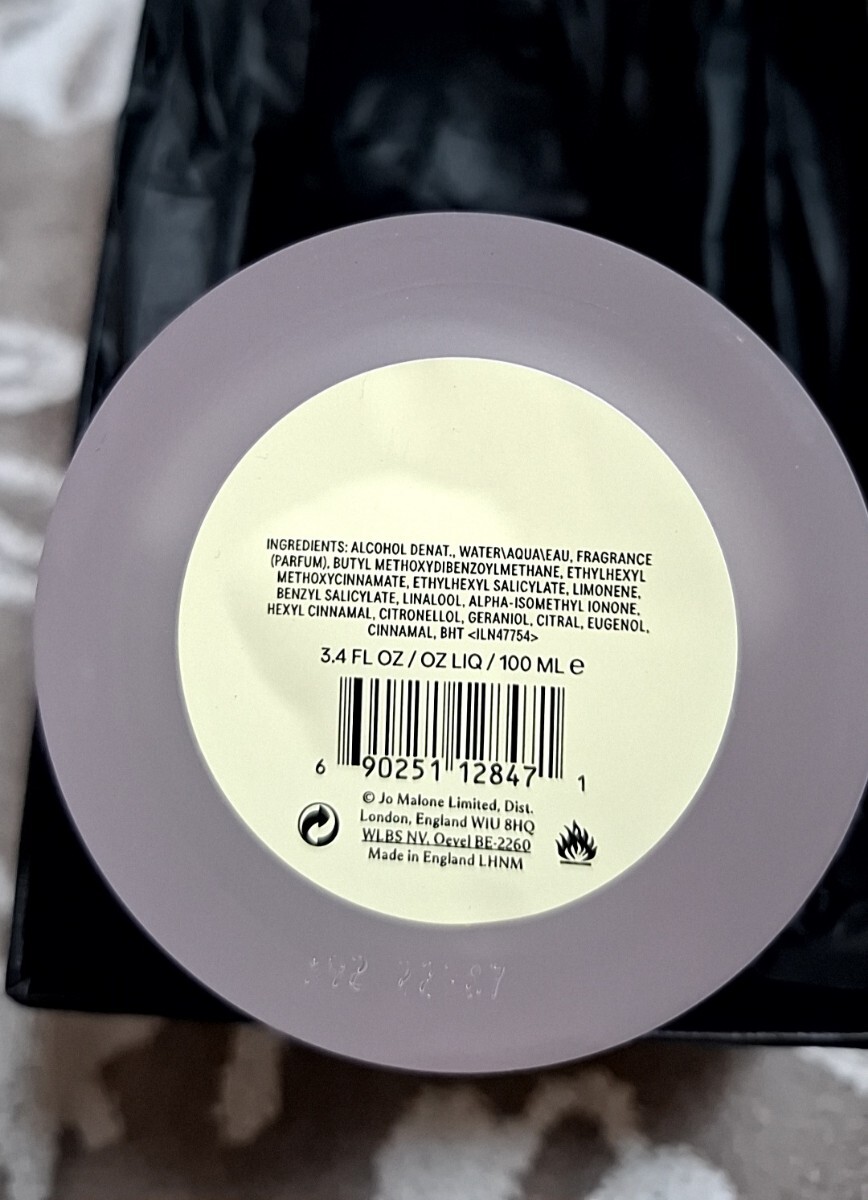 INGREDIENTS: ALCOHOL DENAT., WATER\AQUA\EAU, FRAGRANCE
(PARFUM), BUTYL METHOXYDIBENZOYLMETHANE, ETHYLHEXYL
METHOXYCINNAMATE, ETHYLHEXYL SALICYLATE, LIMONENE,
BENZYL SALICYLATE, LINALOOL, ALPHA-ISOMETHYL IONONE,
HEXYL CINNAMAL, CITRONELLOL, GERANIOL, CITRAL, EUGENOL,
CINNAMAL, BHT <ILN47754>
3.4 FL OZ / OZ LIQ / 100 ML e
6 90251 12847 1
© Jo Malone Limited, Dist.
London, England W1U 8HQ
WLBS NV, Oevel BE-2260
Made in England LHNM